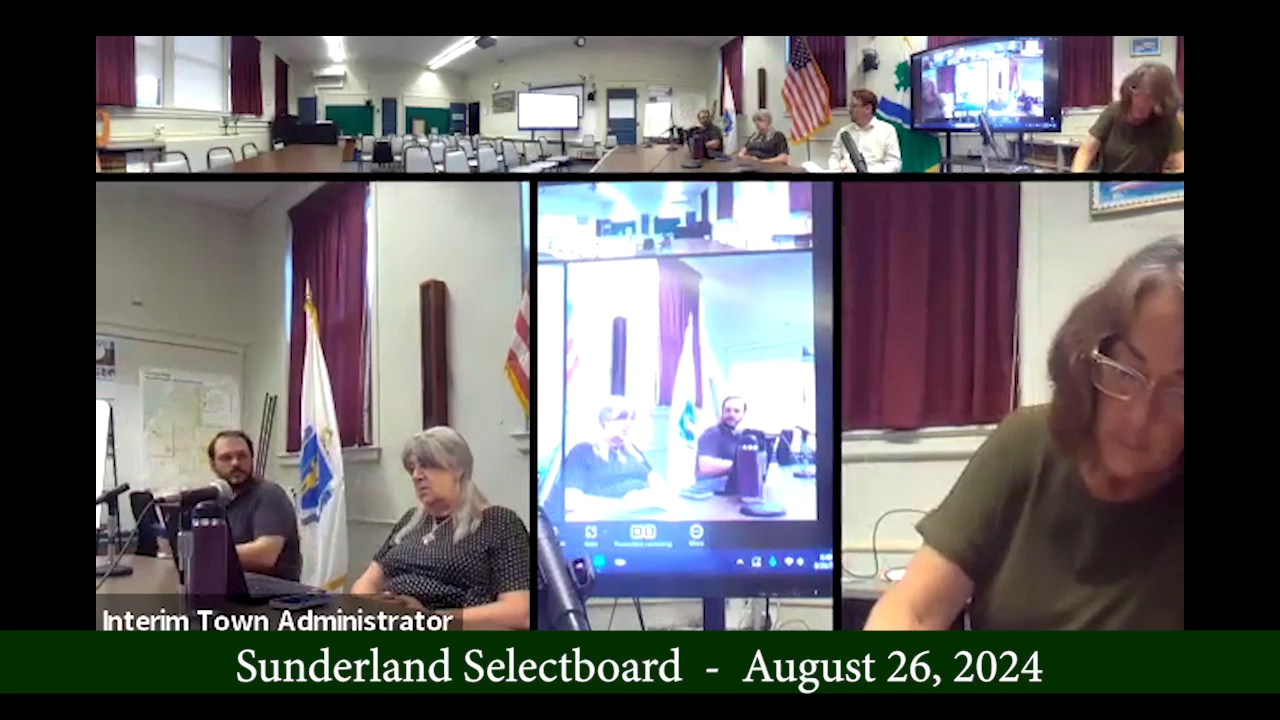 Interim Town Administrator
Sunderland Selectboard - August 26, 2024